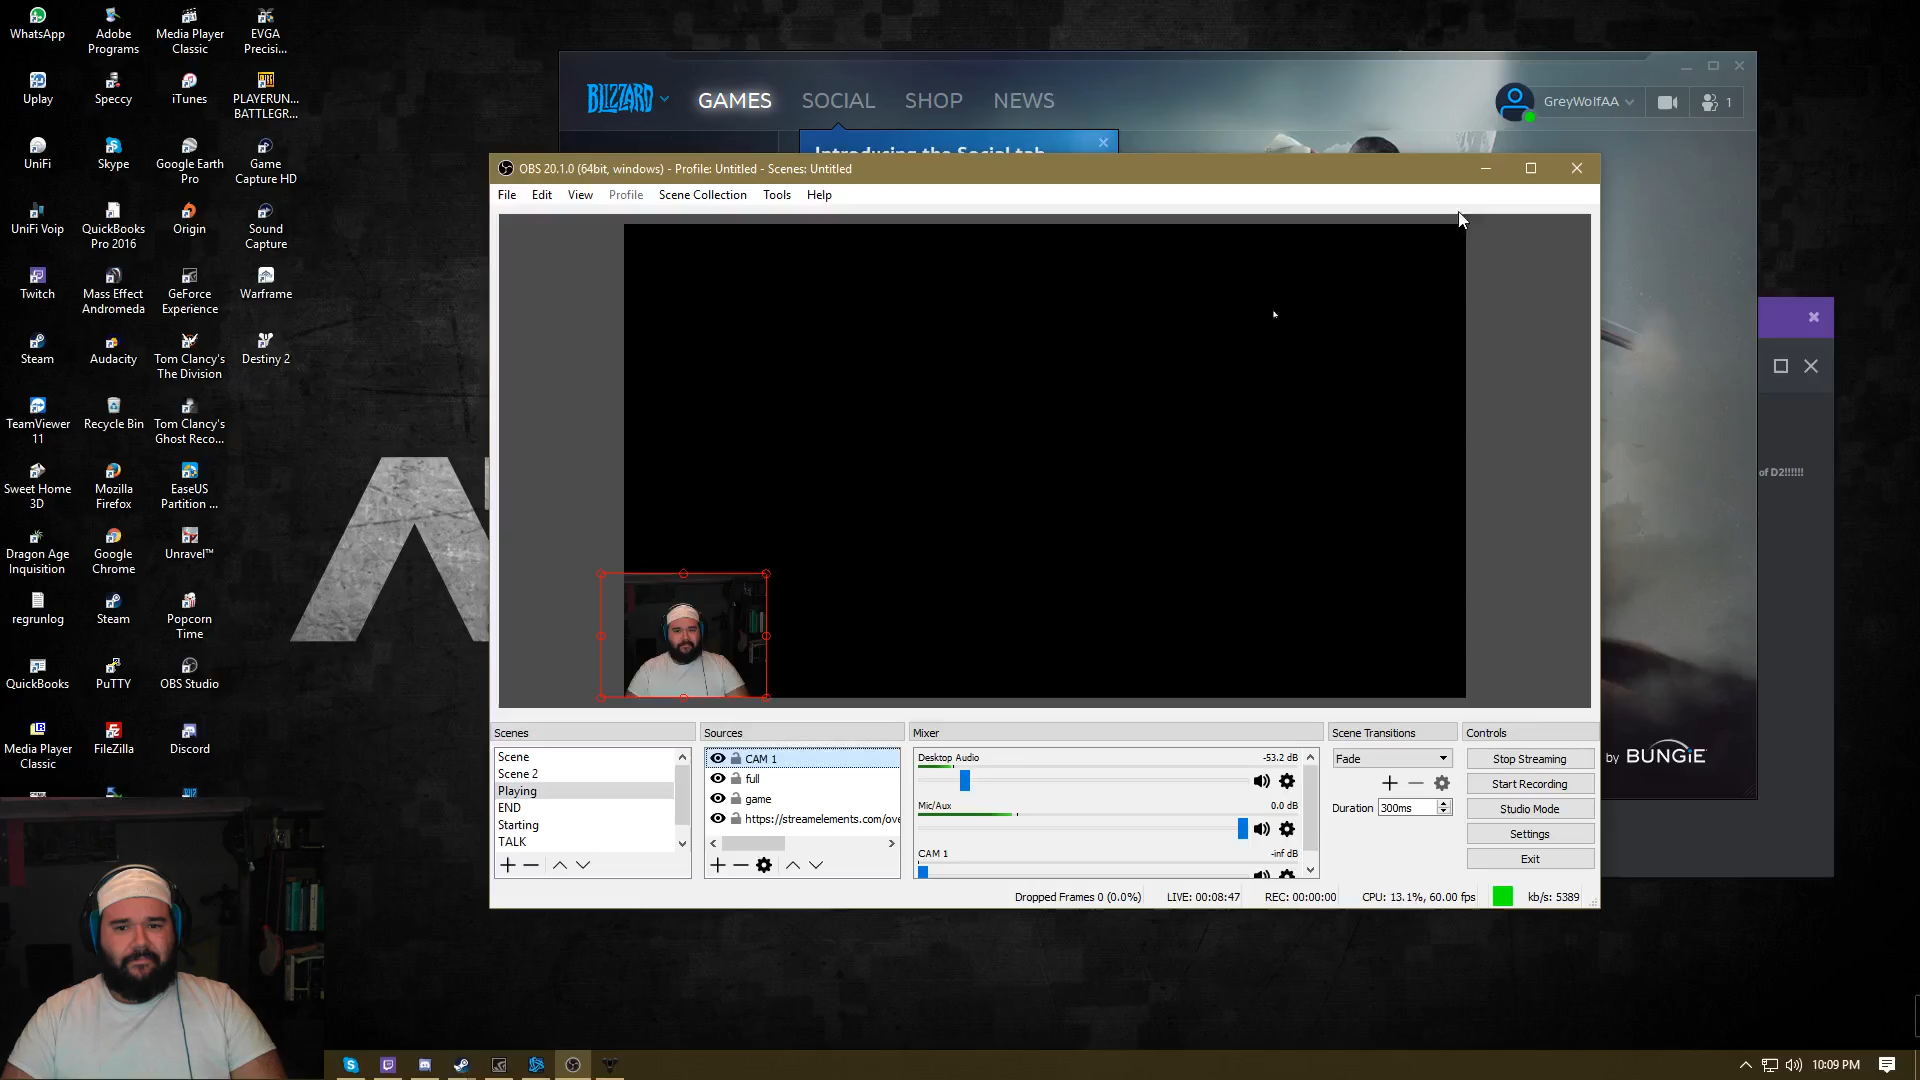 WhatsApp
Adobe
Programs
Media Player
Classic
EVGA
Precisi...
Uplay
Speccy
iTunes
PLAYERUN...
BATTLEGR...
UniFi
Skype
Google Earth
Pro
Game
Capture HD
UniFi Voip
QuickBooks
Pro 2016
Origin
Sound
Capture
Twitch
Mass Effect
Andromeda
GeForce
Experience
Warframe
Steam
Audacity
Tom Clancy's
The Division
Destiny 2
TeamViewer
11
Recycle Bin
Tom Clancy's
Ghost Reco...
Sweet Home
3D
Mozilla
Firefox
EaseUS
Partition ...
Dragon Age
Inquisition
Google
Chrome
Unravel™
regrunlog
Steam
Popcorn
Time
QuickBooks
PuTTY
OBS Studio
Media Player
Classic
FileZilla
Discord
BLIZZARD
GAMES
SOCIAL
SHOP
NEWS
GreyWolfAA
1
Introducing the Social tab
OBS 20.1.0 (64bit, windows) - Profile: Untitled - Scenes: Untitled
File Edit View Profile Scene Collection Tools Help
of D2!!!!!!
by BUNGiE
Scenes
Scene
Scene 2
Playing
END
Starting
TALK
Sources
CAM 1
full
game
https://streamelements.com/ove
Mixer
Desktop Audio -53.2 dB
Mic/Aux 0.0 dB
CAM 1 -inf dB
Scene Transitions
Fade
Duration 300ms
Controls
Stop Streaming
Start Recording
Studio Mode
Settings
Exit
Dropped Frames 0 (0.0%) LIVE: 00:08:47 REC: 00:00:00 CPU: 13.1%, 60.00 fps kb/s: 5389
10:09 PM